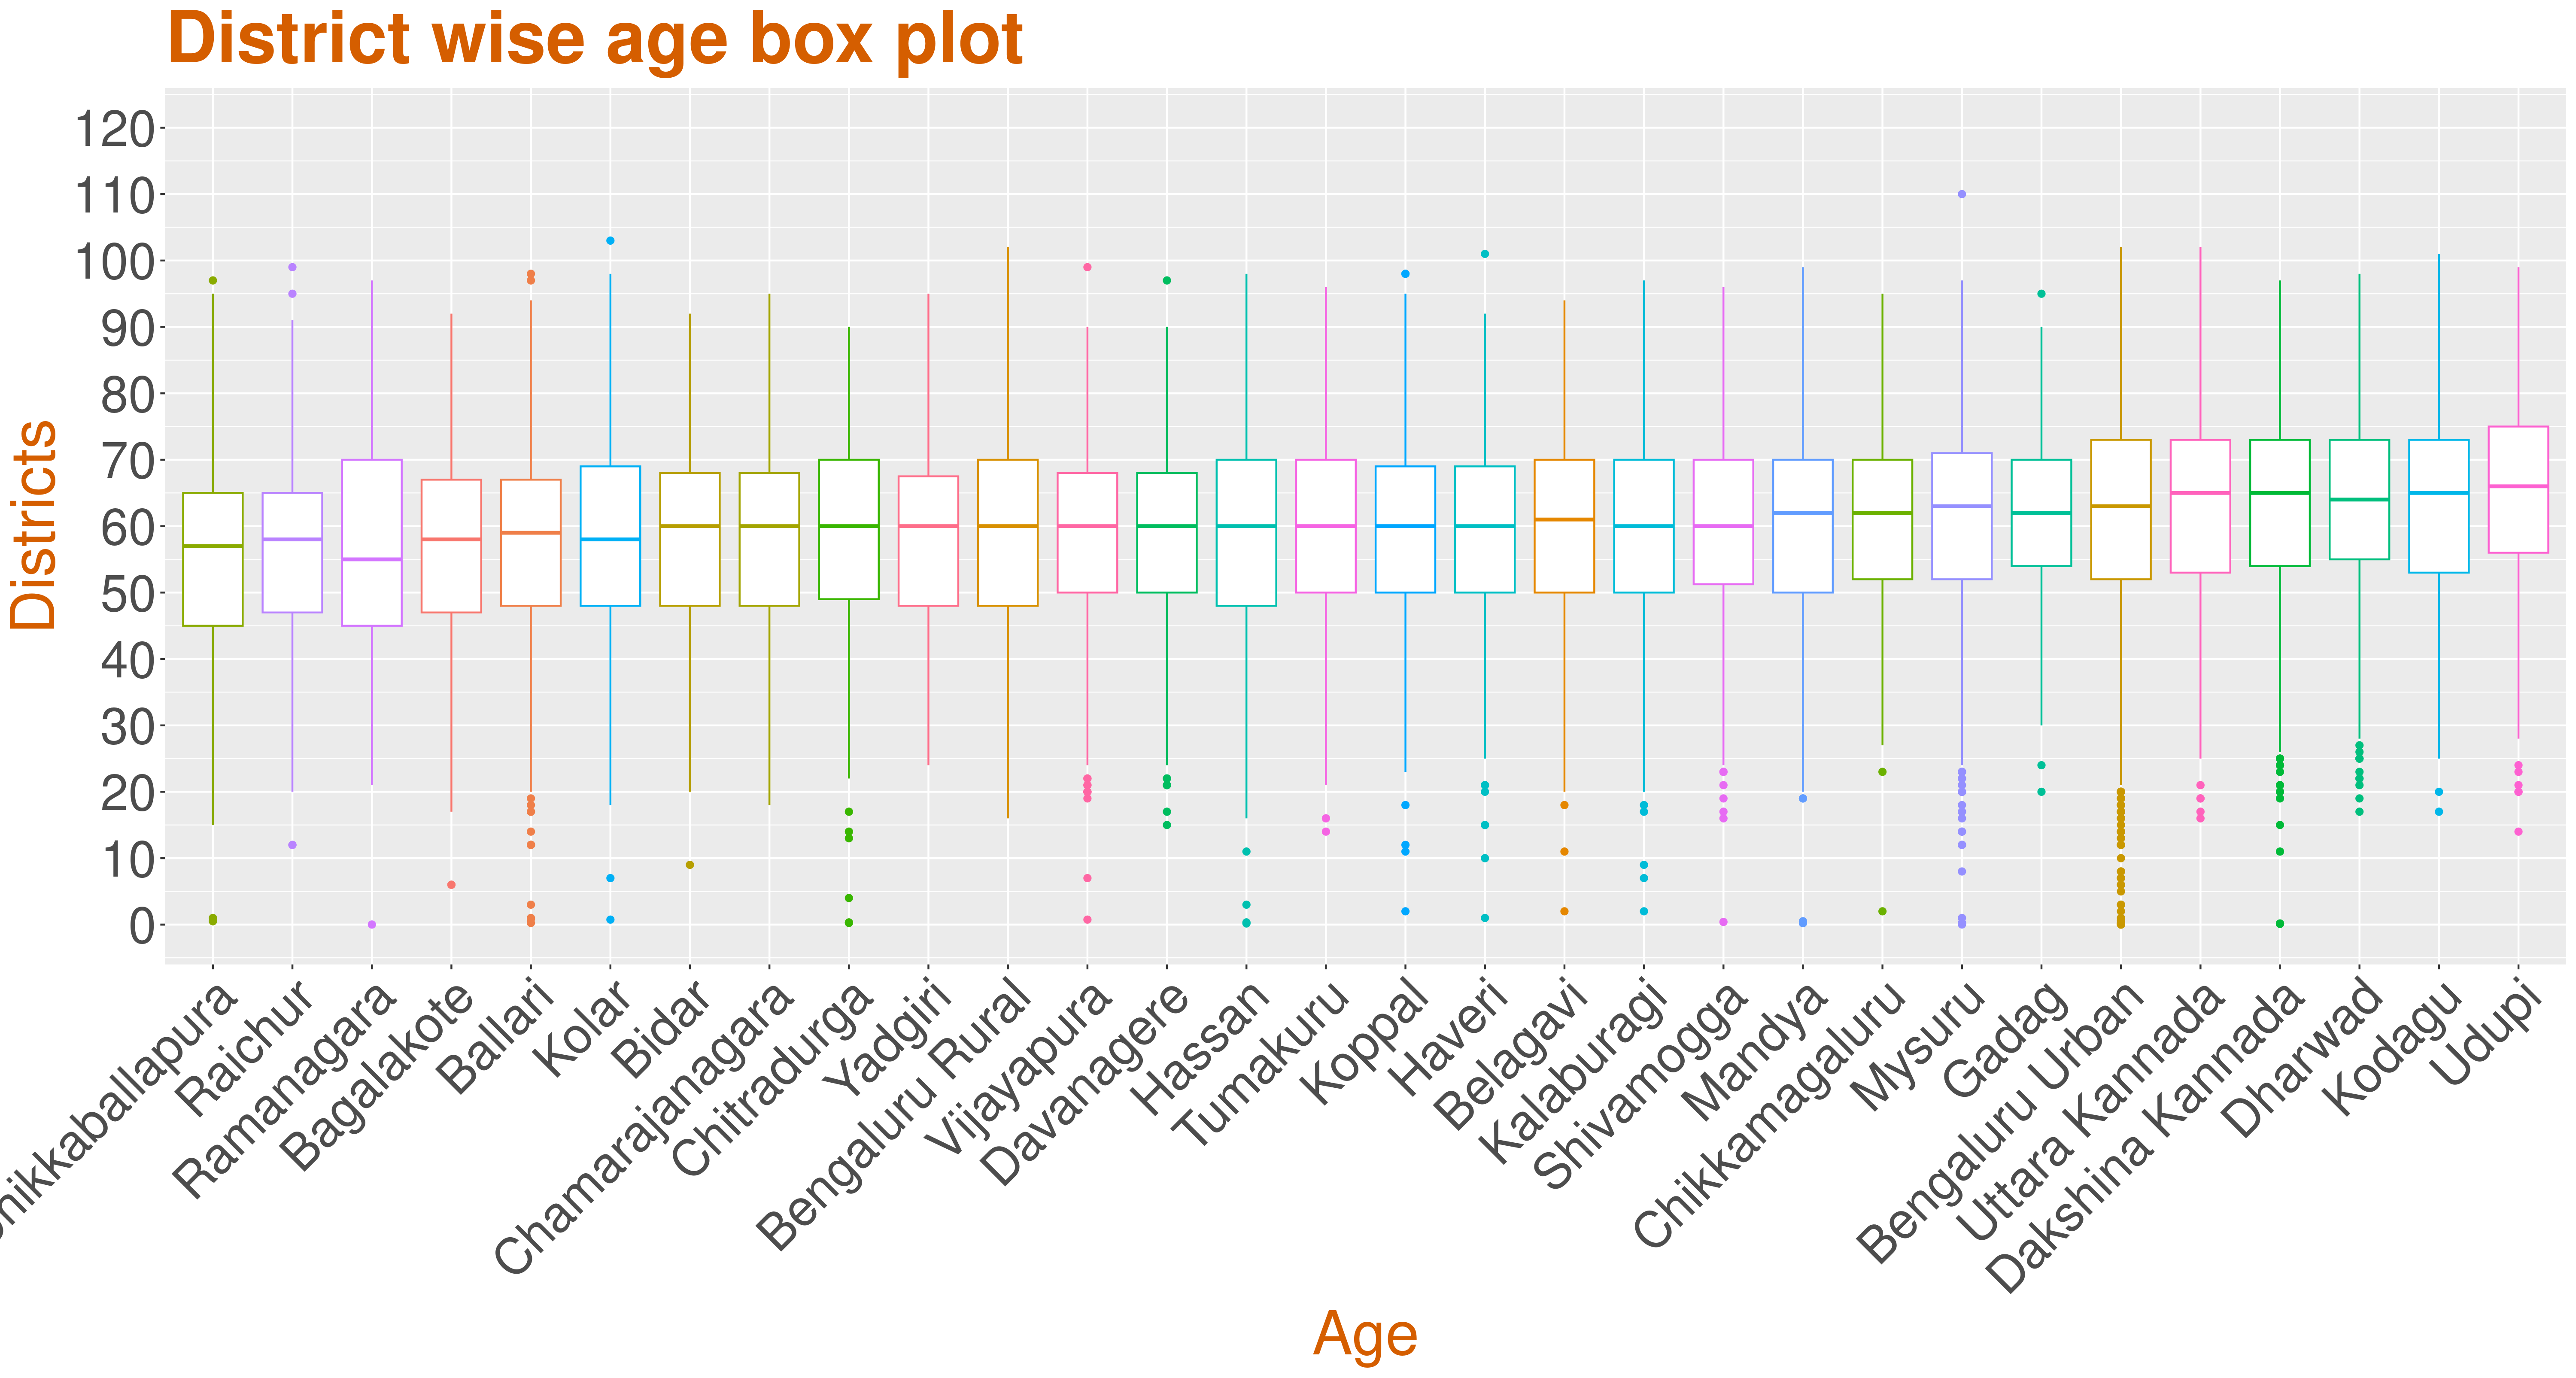 District wise age box plot
Districts
120
110
100
90
80
70
60
50
40
30
20
10
0
Raichur
Ramanagara
Bagalakote
Ballari
Kolar
Bidar
Chamarajanagara
Chitradurga
Yadgiri
Bengaluru Rural
Vijayapura
Davanagere
Hassan
Tumakuru
Koppal
Haveri
Belagavi
Kalaburagi
Shivamogga
Mandya
Chikkamagaluru
Mysuru
Gadag
Bengaluru Urban
Uttara Kannada
Dakshina Kannada
Dharwad
Kodagu
Udupi
Age